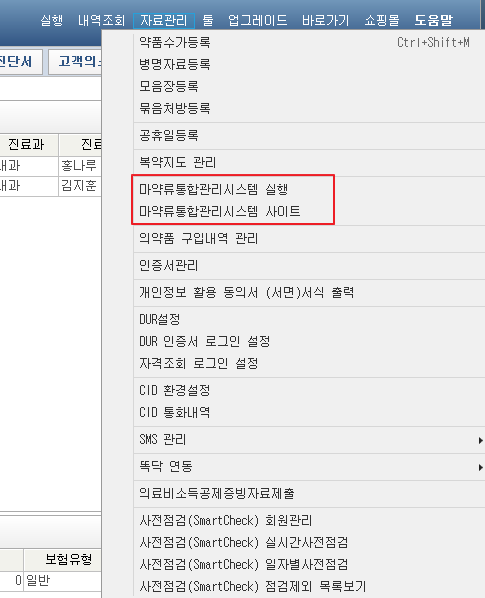 실행 내역조회 자료관리 툴 업그레이드 바로가기 쇼핑몰 도움말
진단서 고객의
약품수가등록 Ctrl+Shift+M
병명자료등록
모음장등록
묶음처방등록
공휴일등록
진료과 진료
복약지도 관리
내과 홍나루
내과 김지훈
마약류통합관리시스템 실행
마약류통합관리시스템 사이트
의약품 구입내역 관리
인증서관리
개인정보 활용 동의서 (서면)서식 출력
DUR설정
DUR 인증서 로그인 설정
자격조회 로그인 설정
CID 환경설정
CID 통화내역
SMS 관리
똑닥 연동
의료비소득공제증빙자료제출
사전점검(SmartCheck) 회원관리
사전점검(SmartCheck) 실시간사전점검
보험유형
사전점검(SmartCheck) 일자별사전점검
0 일반
사전점검(SmartCheck) 점검제외 목록보기